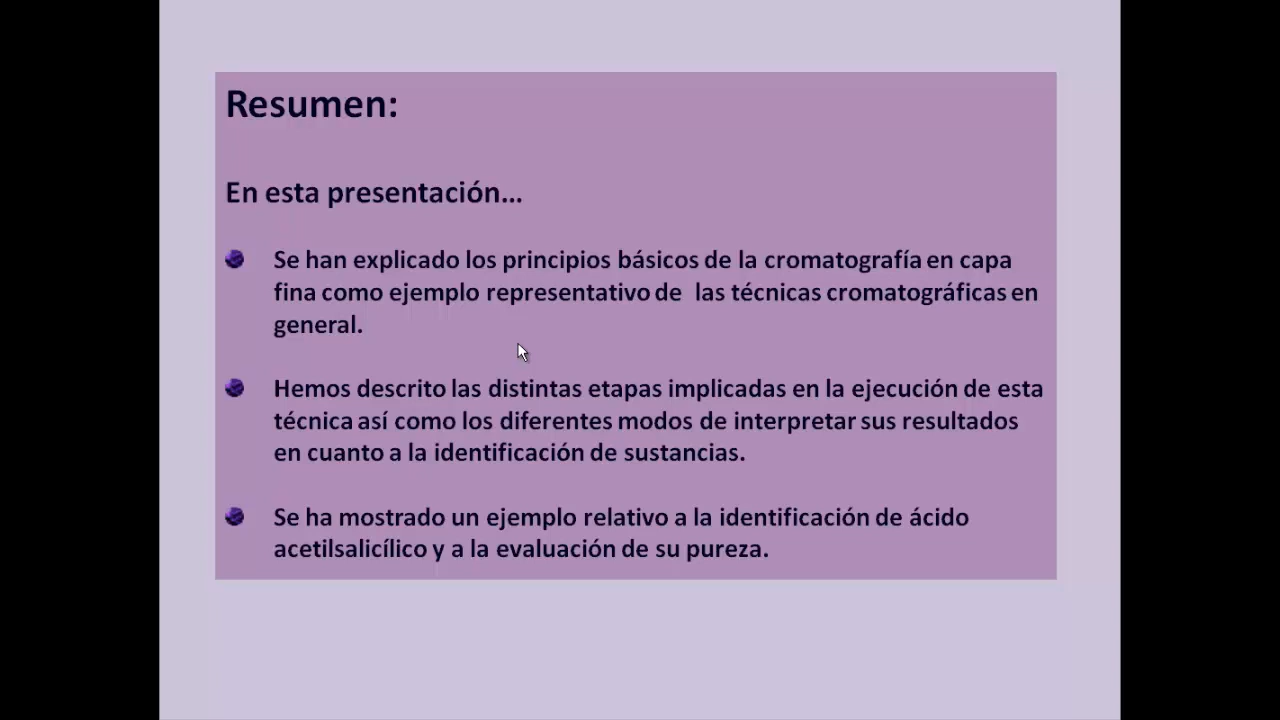 Resumen:
En esta presentación...
Se han explicado los principios básicos de la cromatografía en capa
fina como ejemplo representativo de las técnicas cromatográficas en
general.
Hemos descrito las distintas etapas implicadas en la ejecución de esta
técnica así como los diferentes modos de interpretar sus resultados
en cuanto a la identificación de sustancias.
Se ha mostrado un ejemplo relativo a la identificación de ácido
acetilsalicílico y a la evaluación de su pureza.